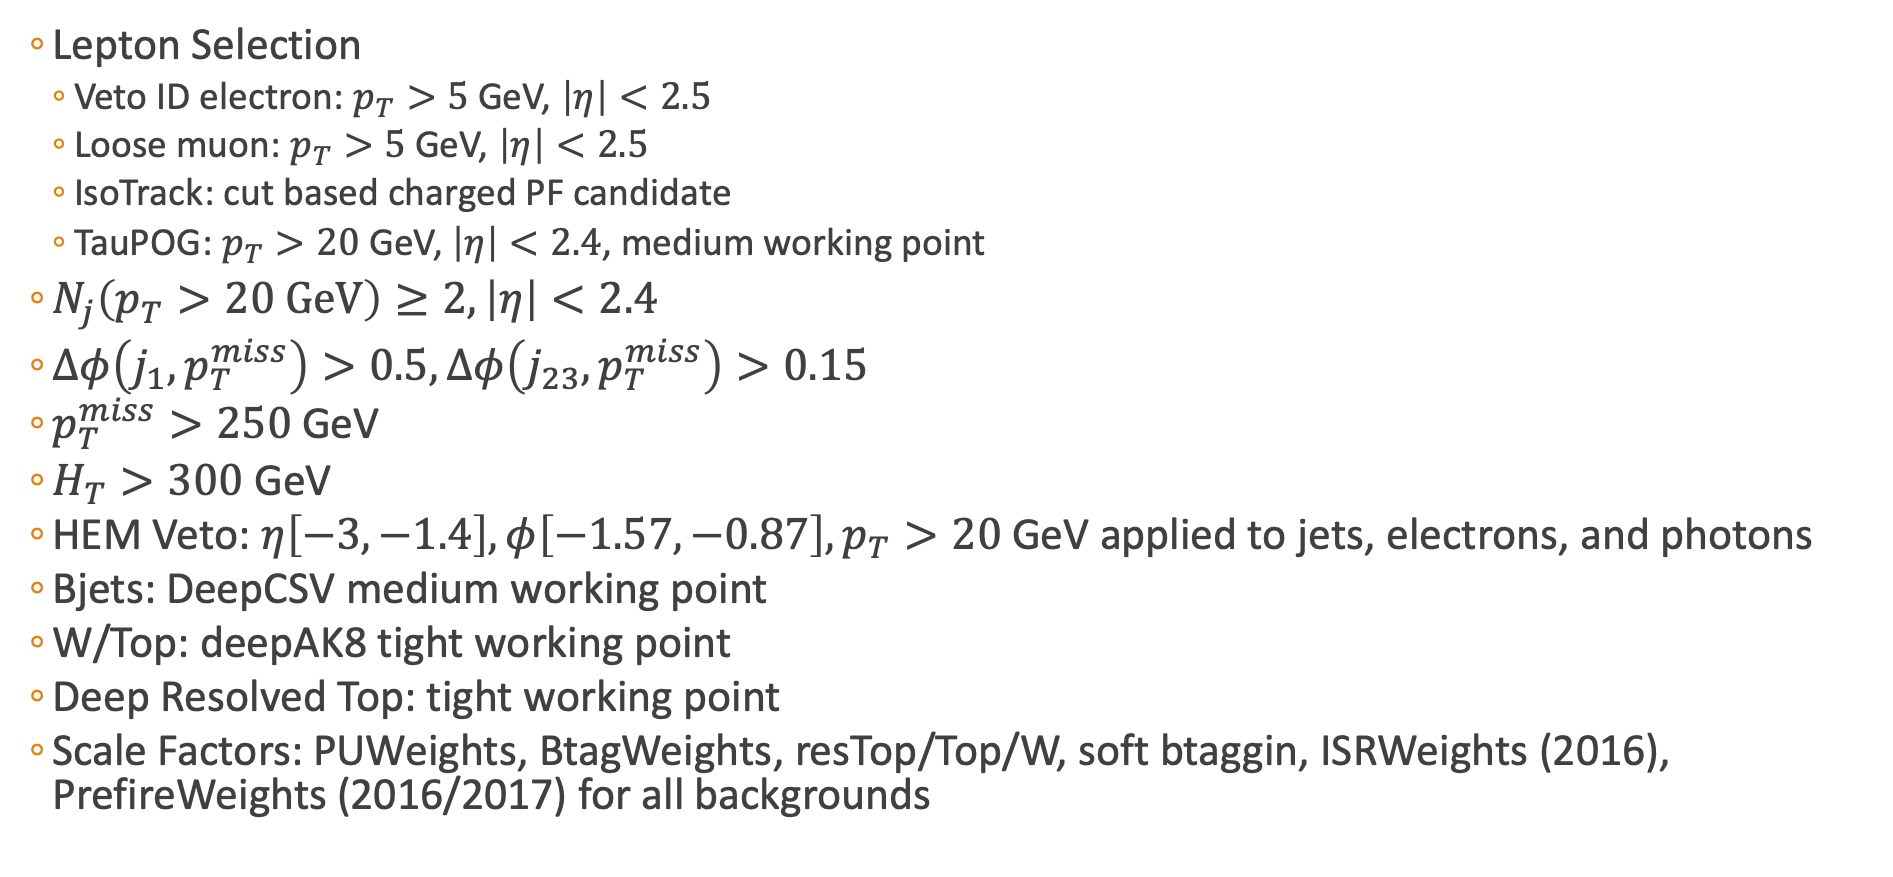 ◦ Lepton Selection
◦ Veto ID electron: p_T > 5 GeV, |η| < 2.5
◦ Loose muon: p_T > 5 GeV, |η| < 2.5
◦ IsoTrack: cut based charged PF candidate
◦ TauPOG: p_T > 20 GeV, |η| < 2.4, medium working point
◦ N_j(p_T > 20 GeV) ≥ 2, |η| < 2.4
◦ Δϕ(j_1, p_T^miss) > 0.5, Δϕ(j_23, p_T^miss) > 0.15
◦ p_T^miss > 250 GeV
◦ H_T > 300 GeV
◦ HEM Veto: η[−3, −1.4], ϕ[−1.57, −0.87], p_T > 20 GeV applied to jets, electrons, and photons
◦ Bjets: DeepCSV medium working point
◦ W/Top: deepAK8 tight working point
◦ Deep Resolved Top: tight working point
◦ Scale Factors: PUWeights, BtagWeights, resTop/Top/W, soft btaggin, ISRWeights (2016),
PrefireWeights (2016/2017) for all backgrounds